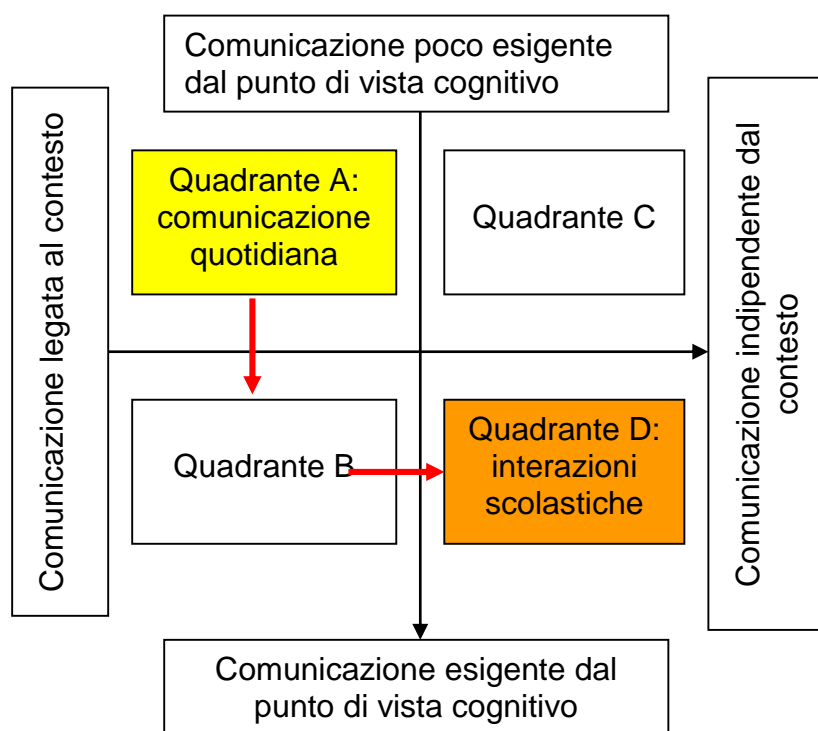 Comunicazione poco esigente
dal punto di vista cognitivo
Comunicazione legata al contesto
Quadrante A:
comunicazione
quotidiana
Quadrante C
Comunicazione indipendente dal
contesto
Quadrante B
Quadrante D:
interazioni
scolastiche
Comunicazione esigente dal
punto di vista cognitivo